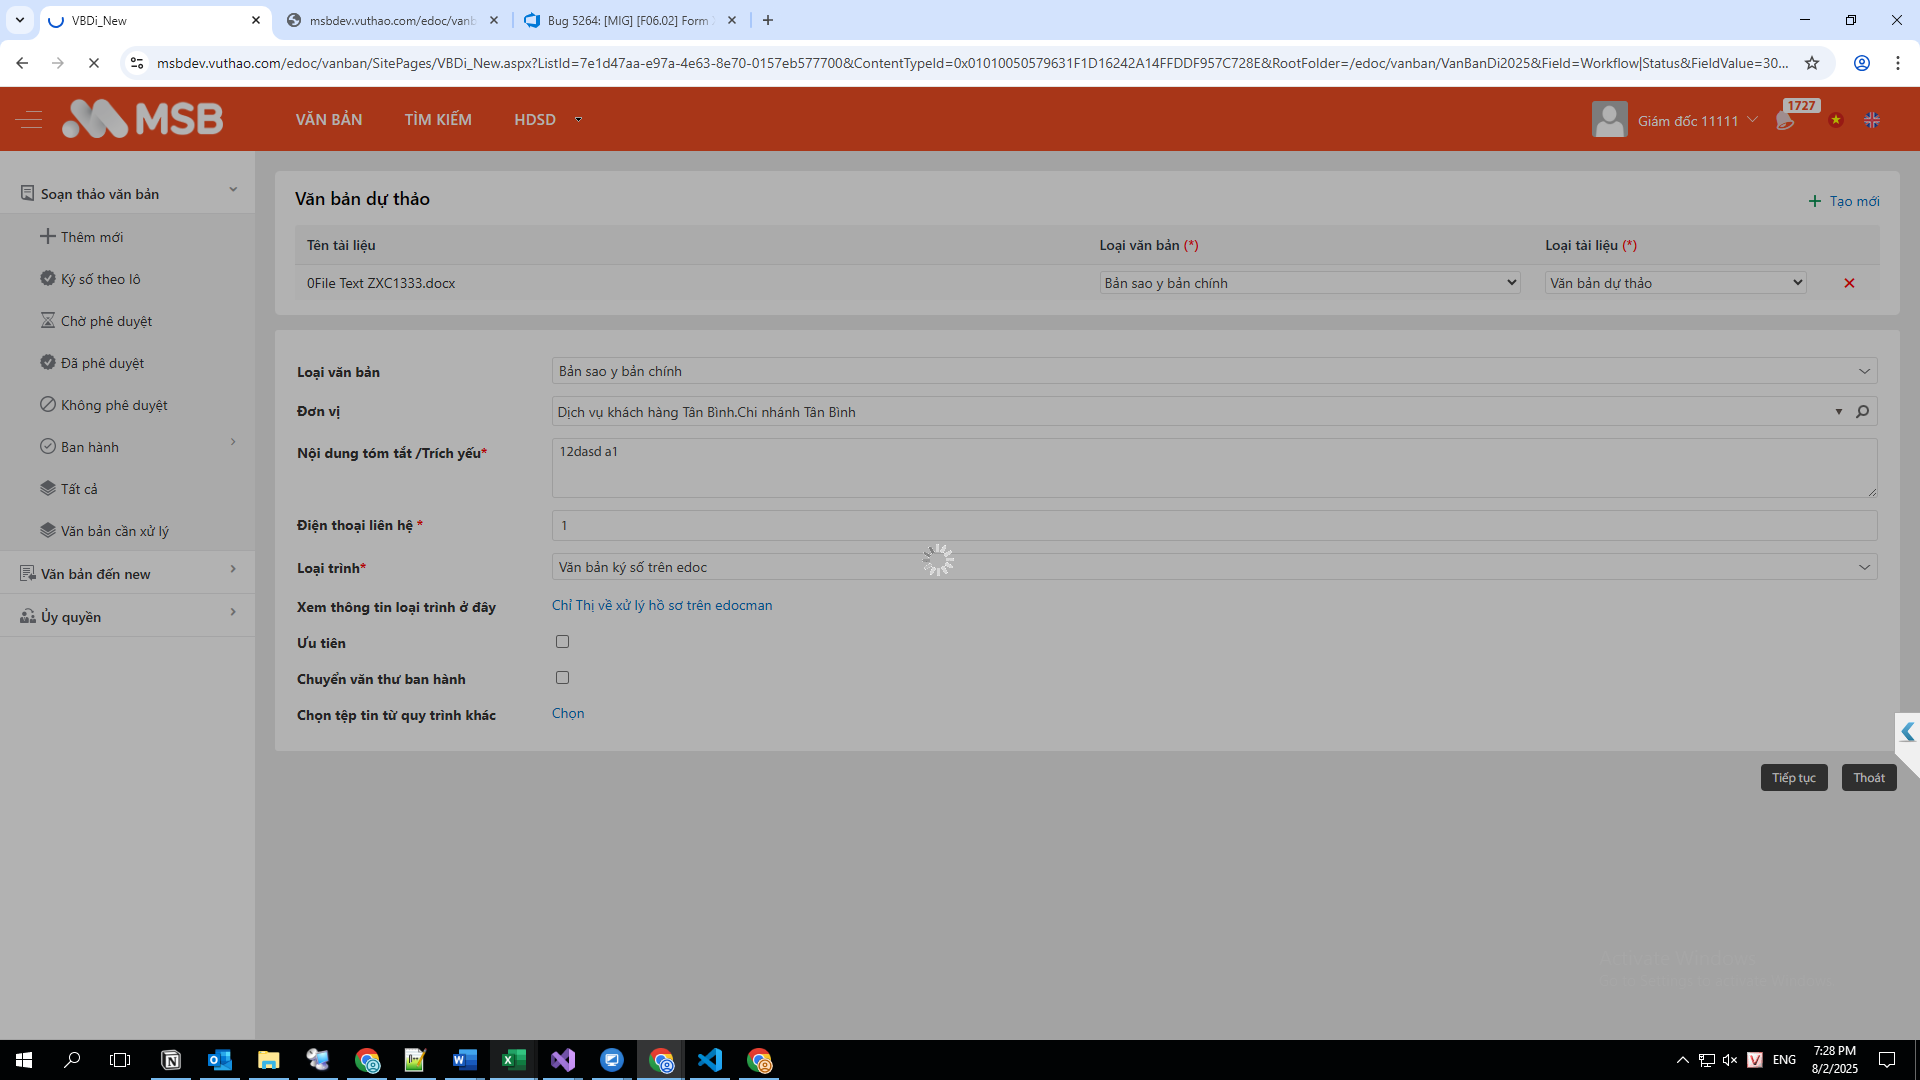 VBDi_New
msbdev.vuthao.com/edoc/vanb
Bug 5264: [MIG] [F06.02] Form
msbdev.vuthao.com/edoc/vanban/SitePages/VBDi_New.aspx?ListId=7e1d47aa-e97a-4e63-8e70-0157eb577700&ContentTypeId=0x01010050579631F1D16242A14FFDDF957C728E&RootFolder=/edoc/vanban/VanBanDi2025&Field=Workflow|Status&FieldValue=30...
MSB
VĂN BẢN
TÌM KIẾM
HDSD
Giám đốc 11111
1727
Soạn thảo văn bản
Thêm mới
Ký số theo lô
Chờ phê duyệt
Đã phê duyệt
Không phê duyệt
Ban hành
Tất cả
Văn bản cần xử lý
Văn bản đến new
Ủy quyền
Văn bản dự thảo
Tạo mới
Tên tài liệu
Loại văn bản (*)
Loại tài liệu (*)
0File Text ZXC1333.docx
Bản sao y bản chính
Văn bản dự thảo
Loại văn bản
Bản sao y bản chính
Đơn vị
Dịch vụ khách hàng Tân Bình.Chi nhánh Tân Bình
Nội dung tóm tắt /Trích yếu*
12dasd a1
Điện thoại liên hệ *
1
Loại trình*
Văn bản ký số trên edoc
Xem thông tin loại trình ở đây
Chỉ Thị về xử lý hồ sơ trên edocman
Ưu tiên
Chuyển văn thư ban hành
Chọn tệp tin từ quy trình khác
Chọn
Tiếp tục
Thoát
Activate Windows
ENG
7:28 PM
8/2/2025